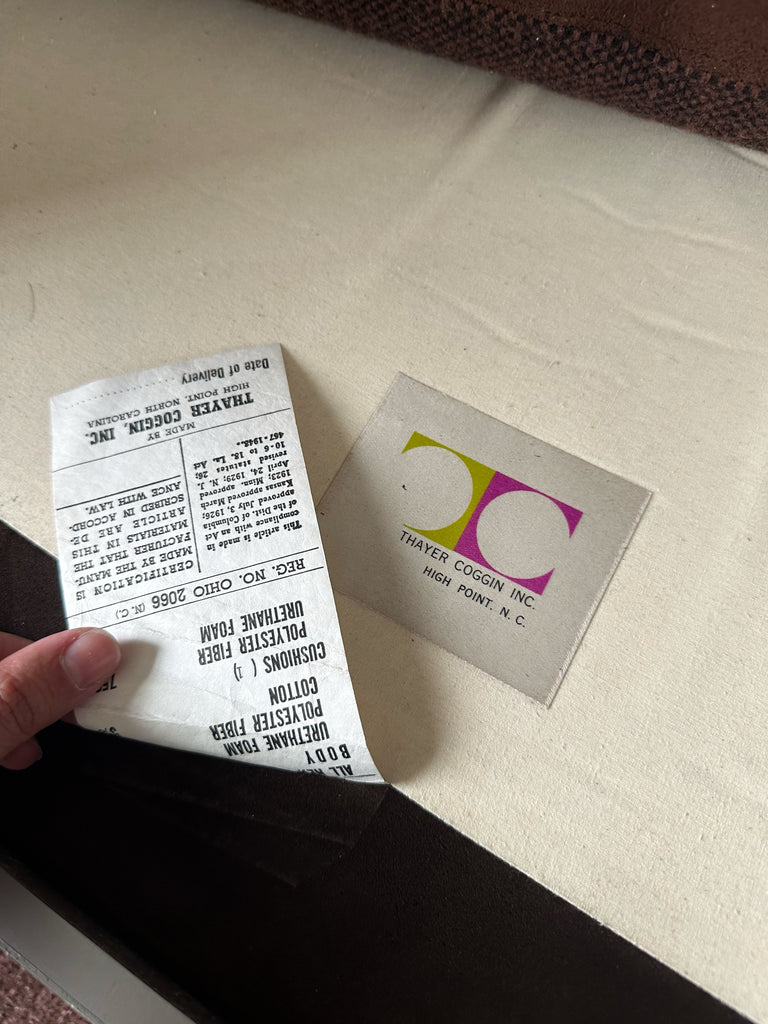 ALL
BODY
URETHANE FOAM
POLYESTER FIBER
COTTON
CUSHIONS (1)
POLYESTER FIBER
URETHANE FOAM
REG. NO. OHIO 2066 (N. C.)
This article is made in
compliance with an Act
of the Dist. of Columbia
approved July 3, 1926;
Kansas approved March
1923; Minn. approved
April 24, 1929; N. J.
revised statutes 26;
10-6 to 18. La. Act
467-1948.
CERTIFICATION IS
MADE BY THE MANU-
FACTURER THAT THE
MATERIALS IN THIS
ARTICLE ARE DE-
SCRIBED IN ACCORD-
ANCE WITH LAW.
MADE BY
THAYER COGGIN, INC.
HIGH POINT, NORTH CAROLINA
Date of Delivery
THAYER COGGIN INC.
HIGH POINT, N. C.